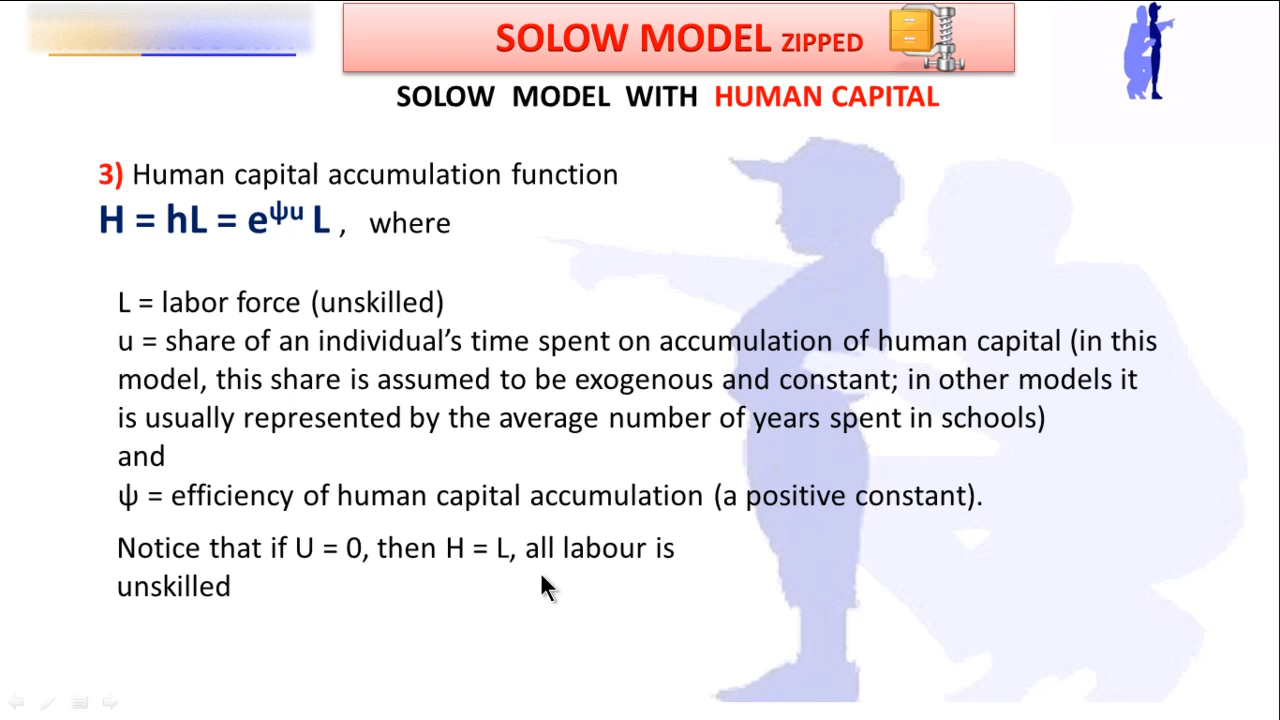 SOLOW MODEL ZIPPED
SOLOW MODEL WITH HUMAN CAPITAL
3) Human capital accumulation function
H = hL = e^ψu L , where
L = labor force (unskilled)
u = share of an individual’s time spent on accumulation of human capital (in this
model, this share is assumed to be exogenous and constant; in other models it
is usually represented by the average number of years spent in schools)
and
ψ = efficiency of human capital accumulation (a positive constant).
Notice that if U = 0, then H = L, all labour is
unskilled